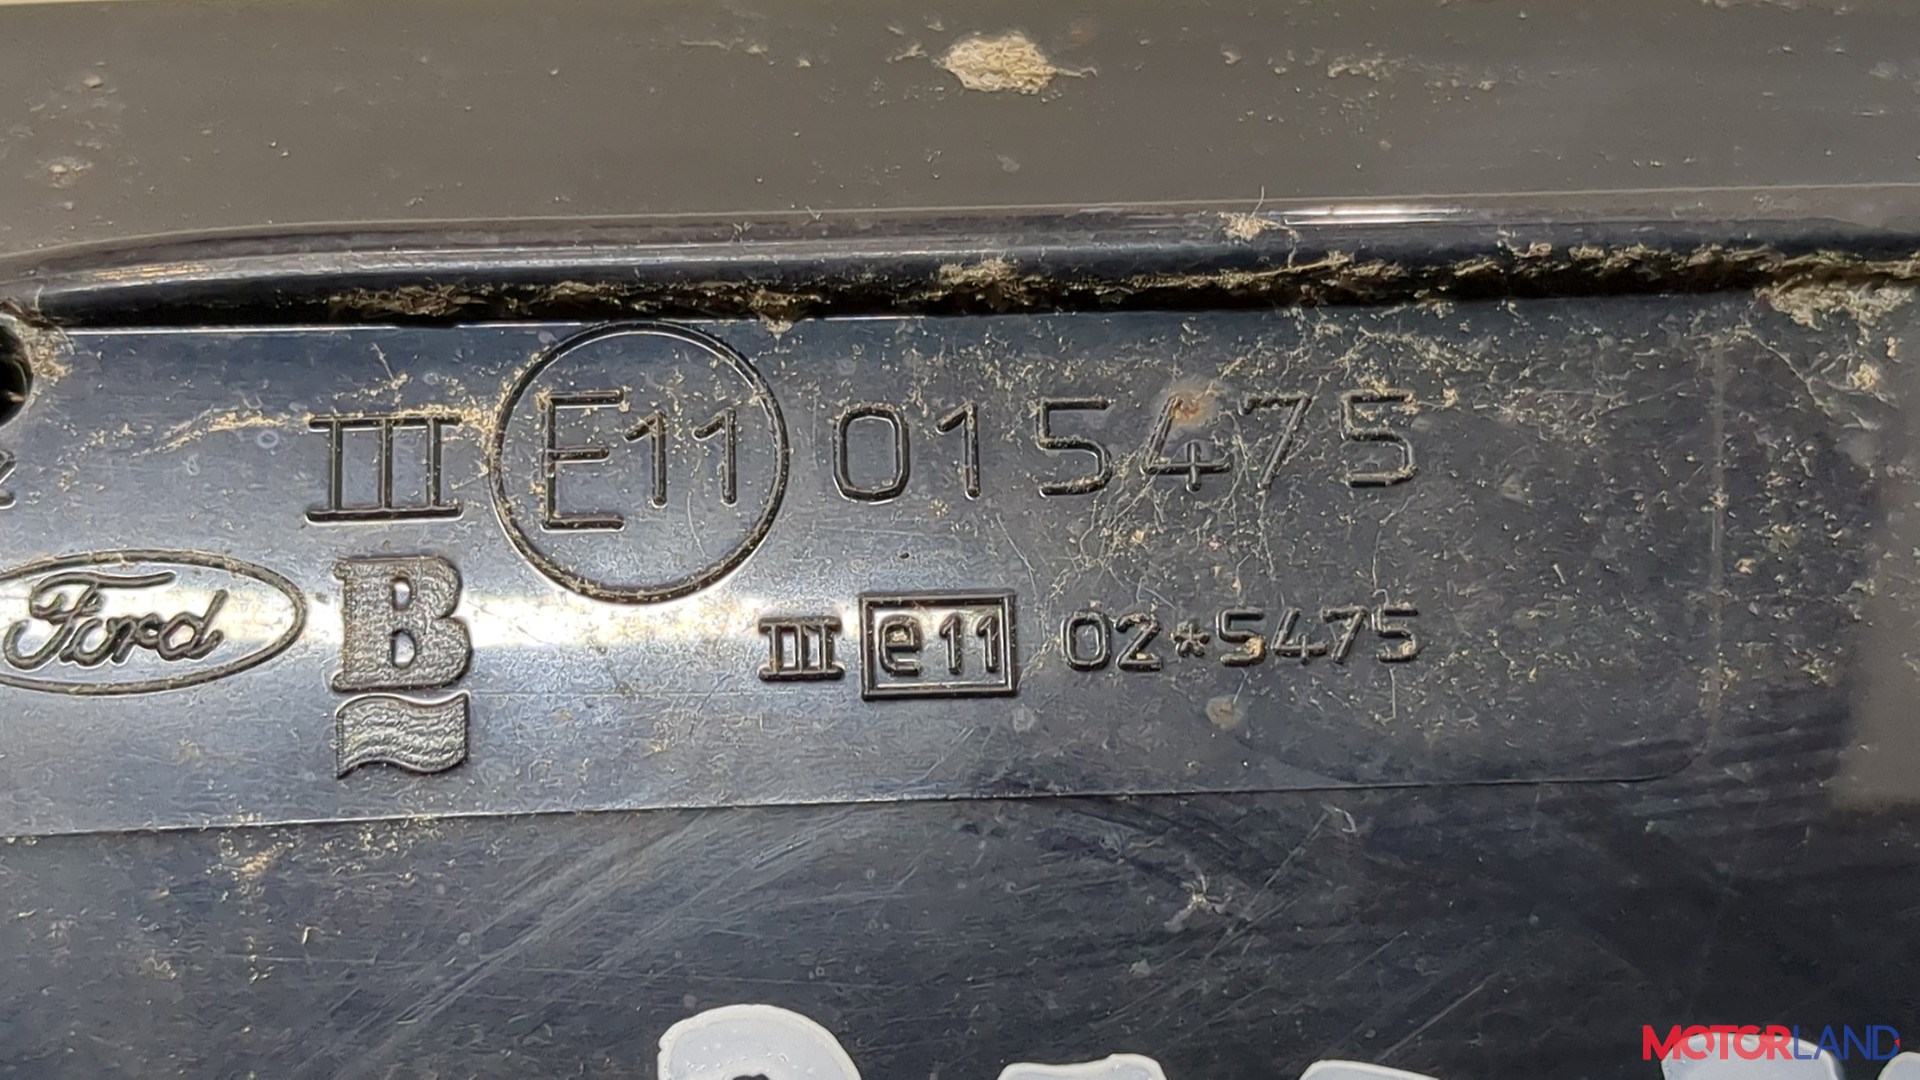 III E11 015475
Ford B
III e11 02*5475
MOTORLAND